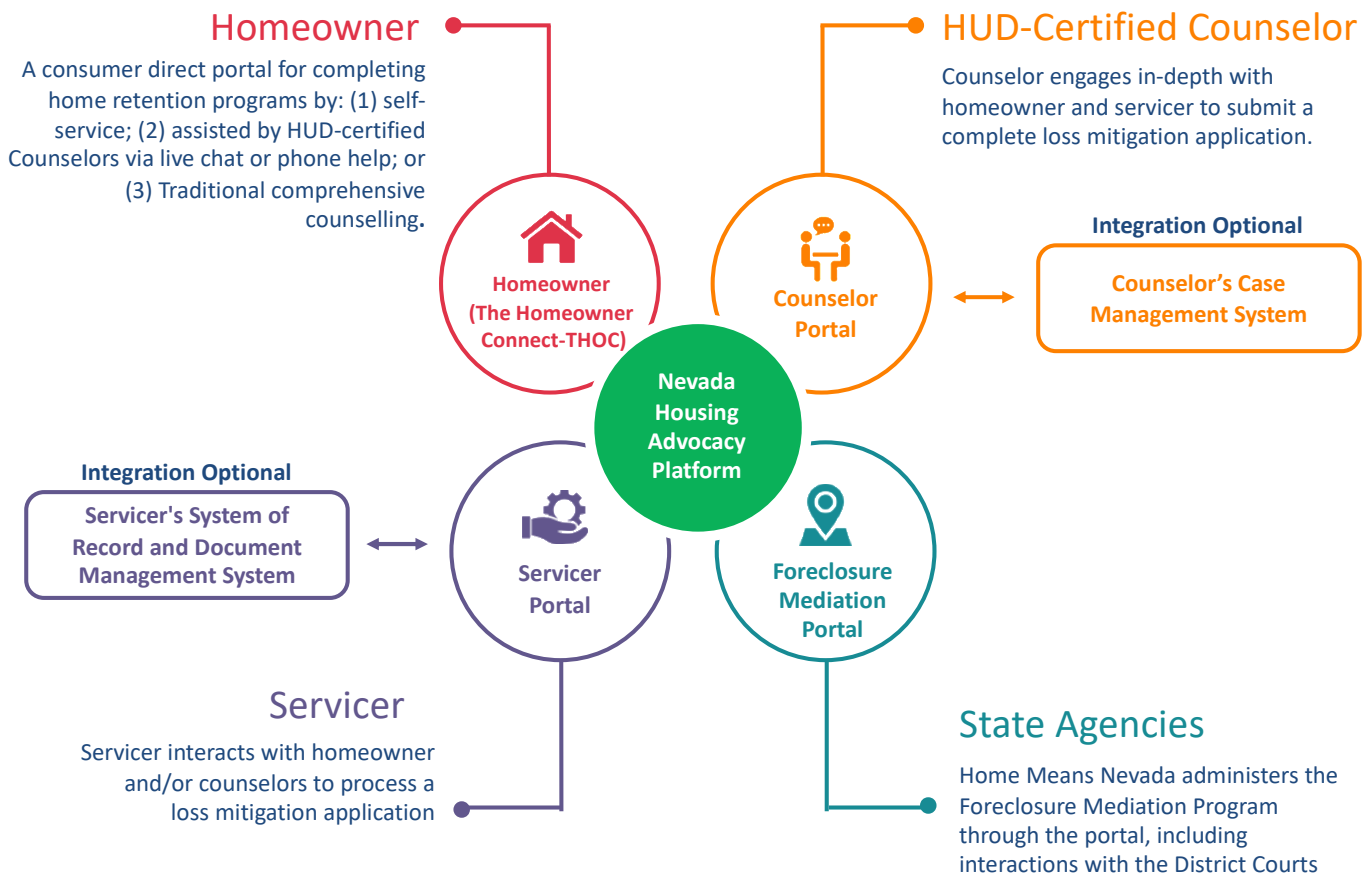 Homeowner
A consumer direct portal for completing
home retention programs by: (1) self-
service; (2) assisted by HUD-certified
Counselors via live chat or phone help; or
(3) Traditional comprehensive
counselling.
HUD-Certified Counselor
Counselor engages in-depth with
homeowner and servicer to submit a
complete loss mitigation application.
Homeowner
(The Homeowner
Connect-THOC)
Counselor
Portal
Integration Optional
Counselor's Case
Management System
Nevada
Housing
Advocacy
Platform
Integration Optional
Servicer's System of
Record and Document
Management System
Servicer
Portal
Foreclosure
Mediation
Portal
Servicer
Servicer interacts with homeowner
and/or counselors to process a
loss mitigation application
State Agencies
Home Means Nevada administers the
Foreclosure Mediation Program
through the portal, including
interactions with the District Courts